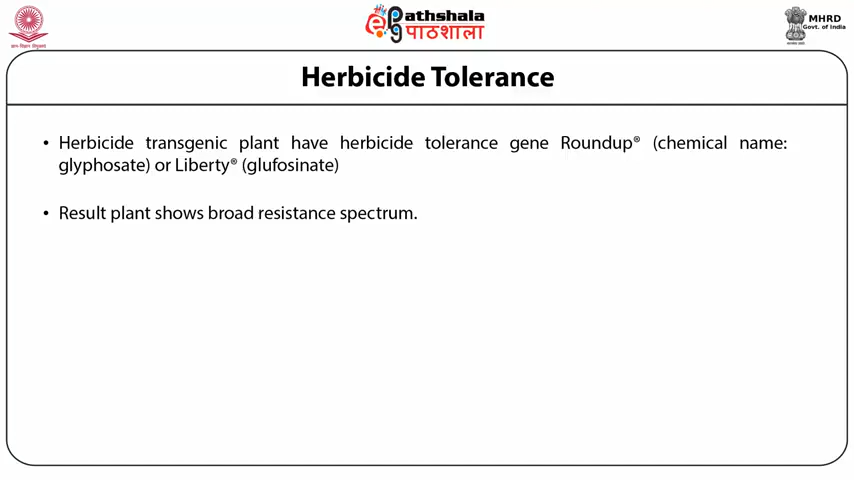 epgPathshala
पाठशाला
MHRD
Govt. of India
Herbicide Tolerance
• Herbicide transgenic plant have herbicide tolerance gene Roundup® (chemical name:
glyphosate) or Liberty® (glufosinate)
• Result plant shows broad resistance spectrum.